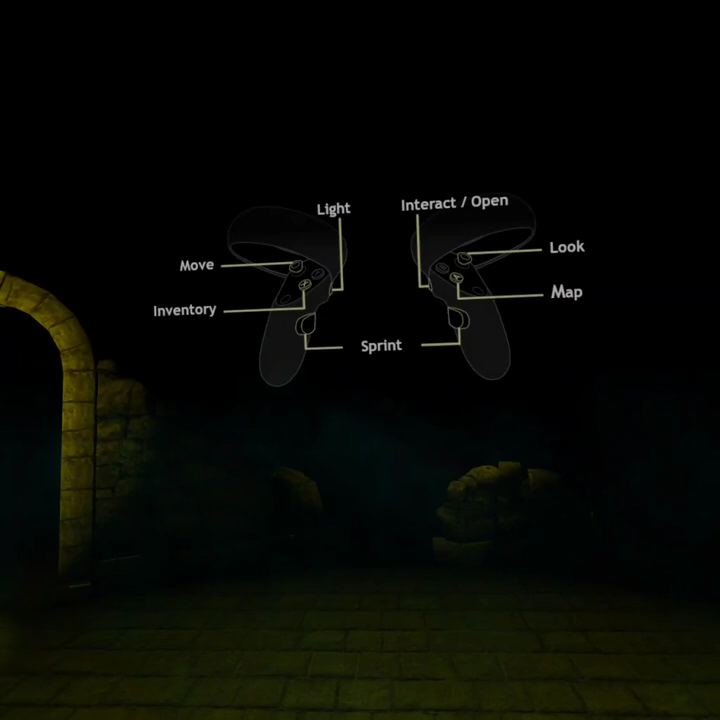 Light
Interact / Open
Move
Look
Inventory
Map
Sprint